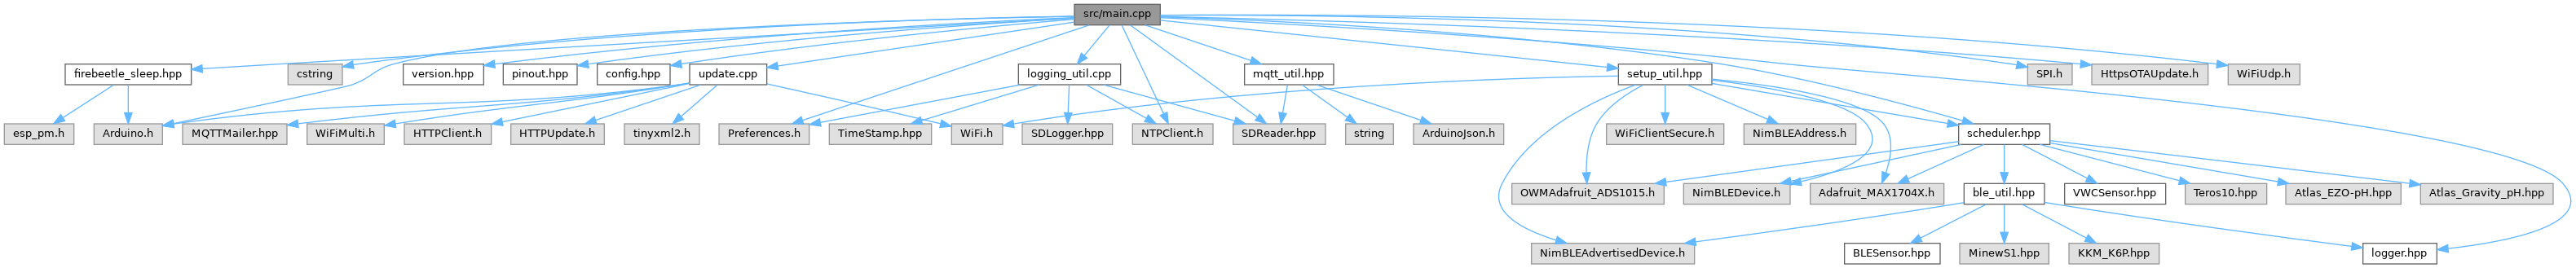 src/main.cpp
firebeetle_sleep.hpp
cstring
version.hpp
pinout.hpp
config.hpp
update.cpp
logging_util.cpp
mqtt_util.hpp
setup_util.hpp
SPI.h
HttpsOTAUpdate.h
WiFiUdp.h
esp_pm.h
Arduino.h
MQTTMailer.hpp
WiFiMulti.h
HTTPClient.h
HTTPUpdate.h
tinyxml2.h
Preferences.h
TimeStamp.hpp
WiFi.h
SDLogger.hpp
NTPClient.h
SDReader.hpp
string
ArduinoJson.h
WiFiClientSecure.h
NimBLEAddress.h
scheduler.hpp
OWMAdafruit_ADS1015.h
NimBLEDevice.h
Adafruit_MAX1704X.h
ble_util.hpp
VWCSensor.hpp
Teros10.hpp
Atlas_EZO-pH.hpp
Atlas_Gravity_pH.hpp
NimBLEAdvertisedDevice.h
BLESensor.hpp
MinewS1.hpp
KKM_K6P.hpp
logger.hpp